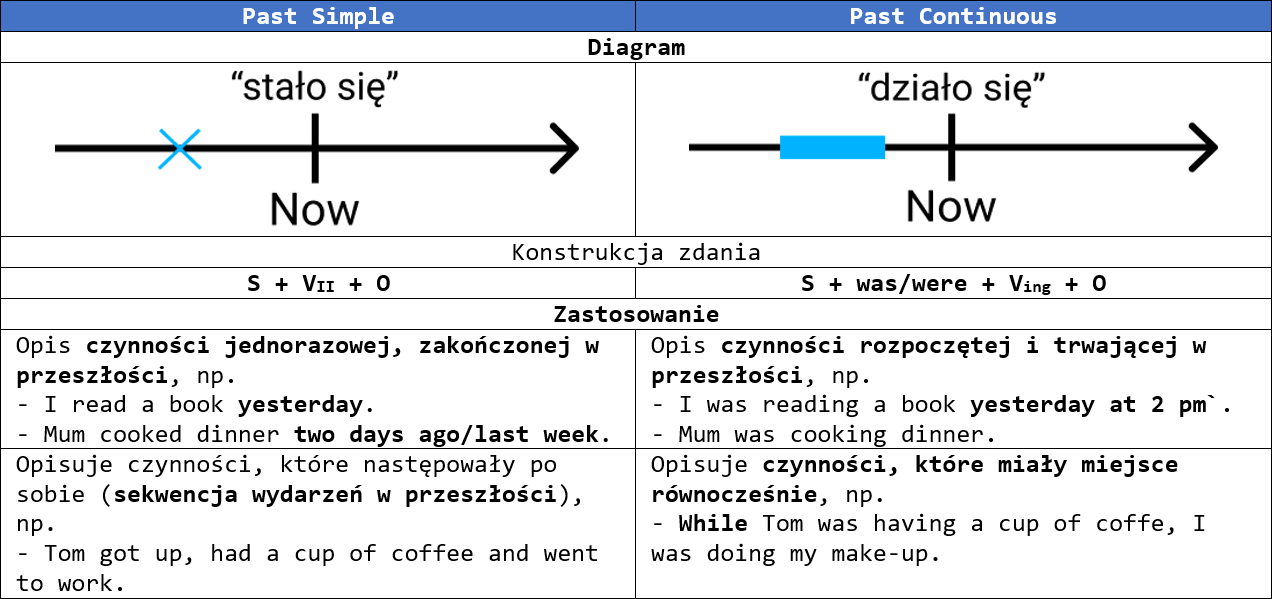 Past Simple
Past Continuous
Diagram
“stało się”
Now
“działo się”
Now
Konstrukcja zdania
S + VII + O
S + was/were + Ving + O
Zastosowanie
Opis czynności jednorazowej, zakończonej w
przeszłości, np.
- I read a book yesterday.
- Mum cooked dinner two days ago/last week.
Opis czynności rozpoczętej i trwającej w
przeszłości, np.
- I was reading a book yesterday at 2 pm`.
- Mum was cooking dinner.
Opisuje czynności, które następowały po
sobie (sekwencja wydarzeń w przeszłości),
np.
- Tom got up, had a cup of coffee and went
to work.
Opisuje czynności, które miały miejsce
równocześnie, np.
- While Tom was having a cup of coffe, I
was doing my make-up.